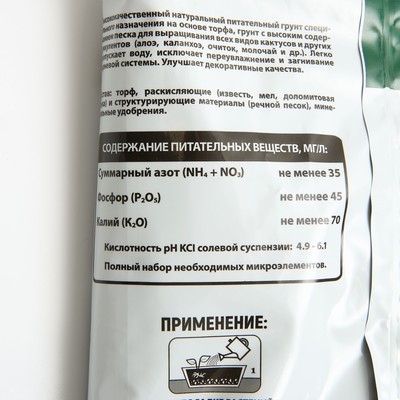 высококачественный натуральный питательный грунт специ-
назначения на основе торфа, грунт с высоким содер-
песка для выращивания всех видов кактусов и других
(алоэ, каланхоэ, очиток, молочай и др.). Легко
воду, исключает переувлажнение и загнивание
системы. Улучшает декоративные качества.
торф, раскисляющие (известь, мел, доломитовая
и структурирующие материалы (речной песок), мине-
удобрения.
СОДЕРЖАНИЕ ПИТАТЕЛЬНЫХ ВЕЩЕСТВ, МГ/Л:
Суммарный азот (NH₄ + NO₃) не менее 35
Фосфор (P₂O₅) не менее 45
Калий (K₂O) не менее 70
Кислотность pH KCl солевой суспензии: 4.9 - 6.1
Полный набор необходимых микроэлементов.
ПРИМЕНЕНИЕ:
1